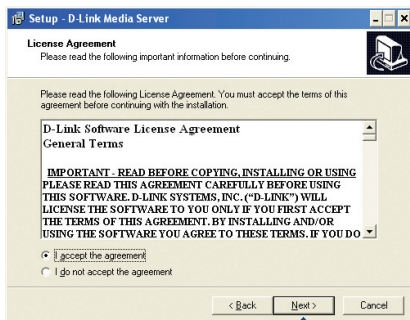 Setup - D-Link Media Server
License Agreement
Please read the following important information before continuing.
Please read the following License Agreement. You must accept the terms of this
agreement before continuing with the installation.
D-Link Software License Agreement
General Terms
IMPORTANT - READ BEFORE COPYING, INSTALLING OR USING
PLEASE READ THIS AGREEMENT CAREFULLY BEFORE USING
THIS SOFTWARE. D-LINK SYSTEMS, INC. (“D-LINK”) WILL
LICENSE THE SOFTWARE TO YOU ONLY IF YOU FIRST ACCEPT
THE TERMS OF THIS AGREEMENT. BY INSTALLING AND/OR
USING THE SOFTWARE YOU AGREE TO THESE TERMS. IF YOU DO
I accept the agreement
I do not accept the agreement
< Back Next > Cancel